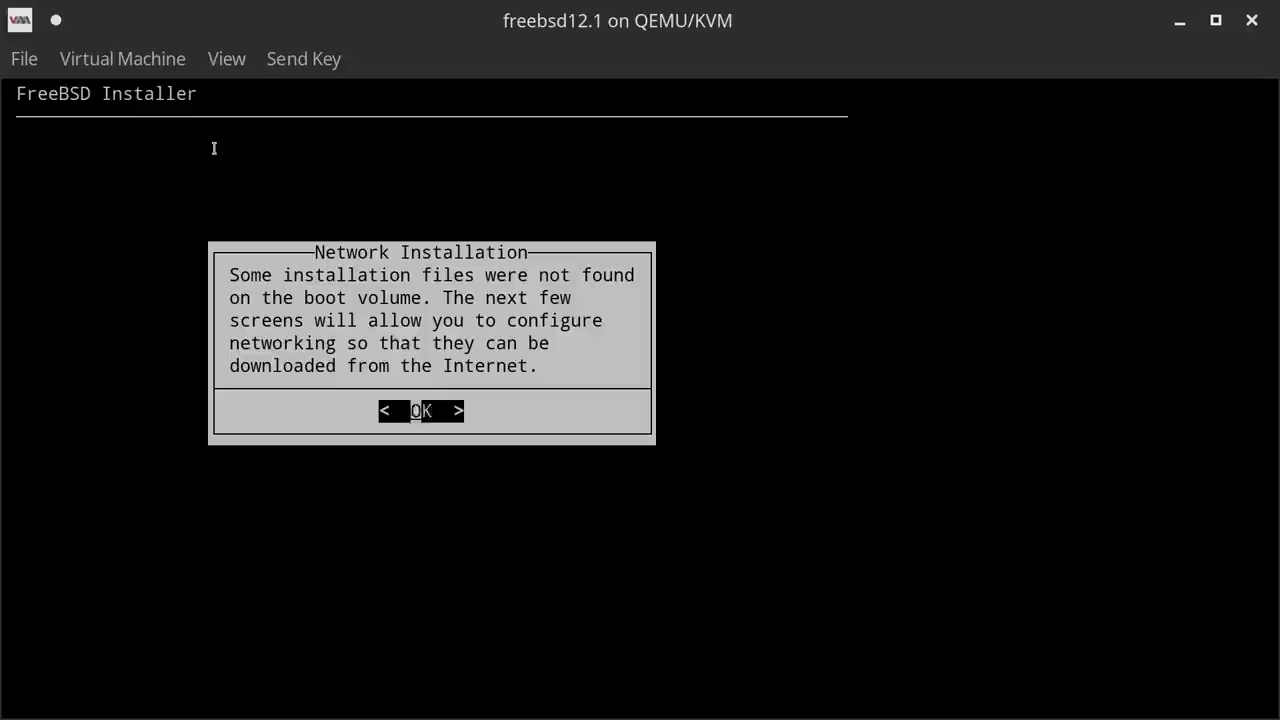 freebsd12.1 on QEMU/KVM
File Virtual Machine View Send Key
FreeBSD Installer
Network Installation
Some installation files were not found
on the boot volume. The next few
screens will allow you to configure
networking so that they can be
downloaded from the Internet.
< OK >